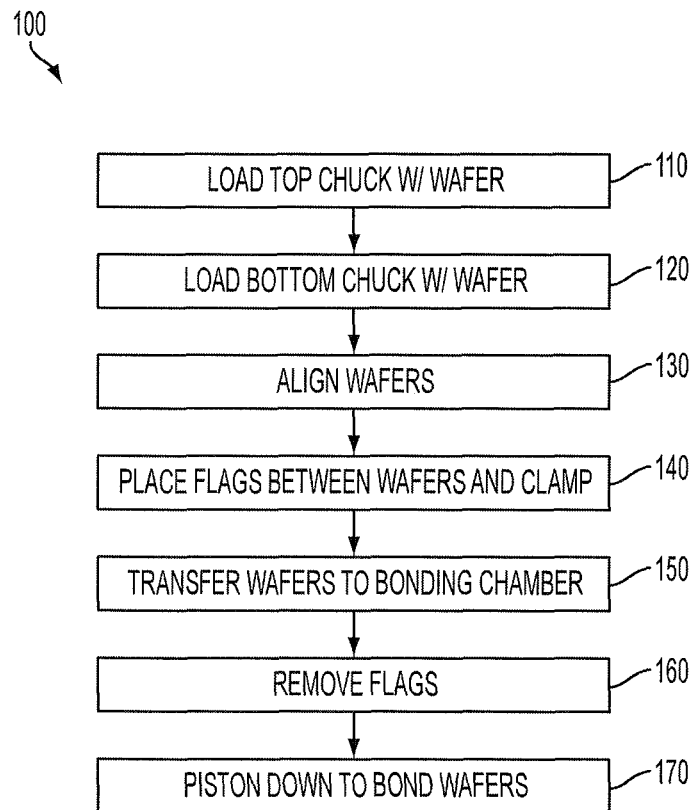 100
LOAD TOP CHUCK W/ WAFER
110
LOAD BOTTOM CHUCK W/ WAFER
120
ALIGN WAFERS
130
PLACE FLAGS BETWEEN WAFERS AND CLAMP
140
TRANSFER WAFERS TO BONDING CHAMBER
150
REMOVE FLAGS
160
PISTON DOWN TO BOND WAFERS
170